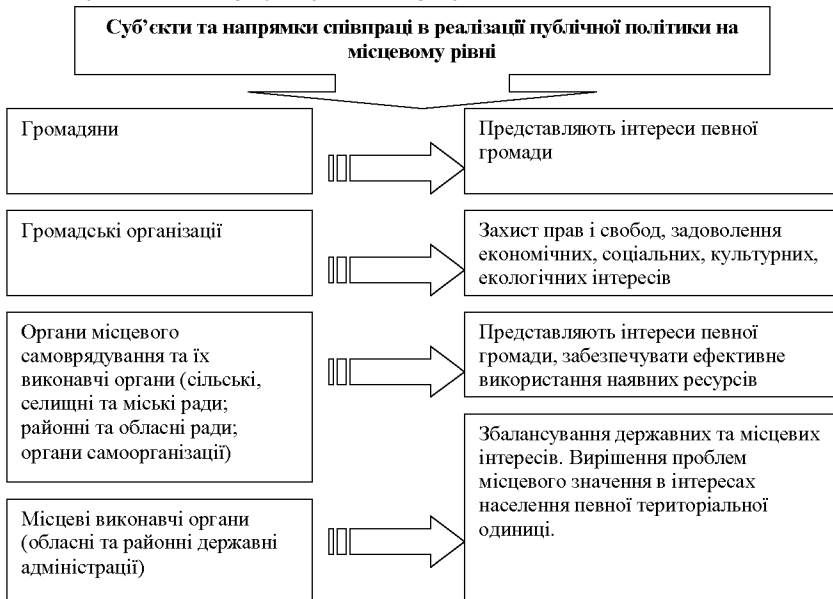 Суб’єкти та напрямки співпраці в реалізації публічної політики на
місцевому рівні
Громадяни
Представляють інтереси певної
громади
Громадські організації
Захист прав і свобод, задоволення
економічних, соціальних, культурних,
екологічних інтересів
Органи місцевого
самоврядування та їх
виконавчі органи (сільські,
селищні та міські ради;
районні та обласні ради;
органи самоорганізації)
Представляють інтереси певної
громади, забезпечувати ефективне
використання наявних ресурсів
Місцеві виконавчі органи
(обласні та районні державні
адміністрації)
Збалансування державних та місцевих
інтересів. Вирішення проблем
місцевого значення в інтересах
населення певної територіальної
одиниці.